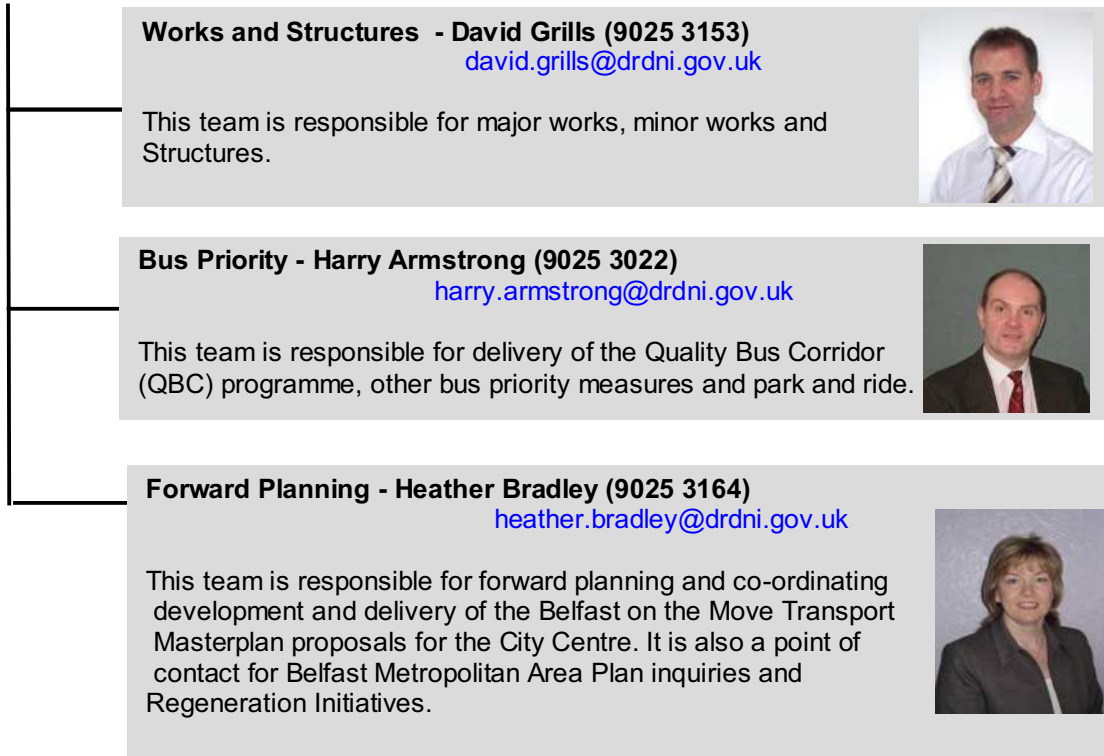 Works and Structures - David Grills (9025 3153)
david.grills@drdni.gov.uk
This team is responsible for major works, minor works and
Structures.
Bus Priority - Harry Armstrong (9025 3022)
harry.armstrong@drdni.gov.uk
This team is responsible for delivery of the Quality Bus Corridor
(QBC) programme, other bus priority measures and park and ride.
Forward Planning - Heather Bradley (9025 3164)
heather.bradley@drdni.gov.uk
This team is responsible for forward planning and co-ordinating
development and delivery of the Belfast on the Move Transport
Masterplan proposals for the City Centre. It is also a point of
contact for Belfast Metropolitan Area Plan inquiries and
Regeneration Initiatives.